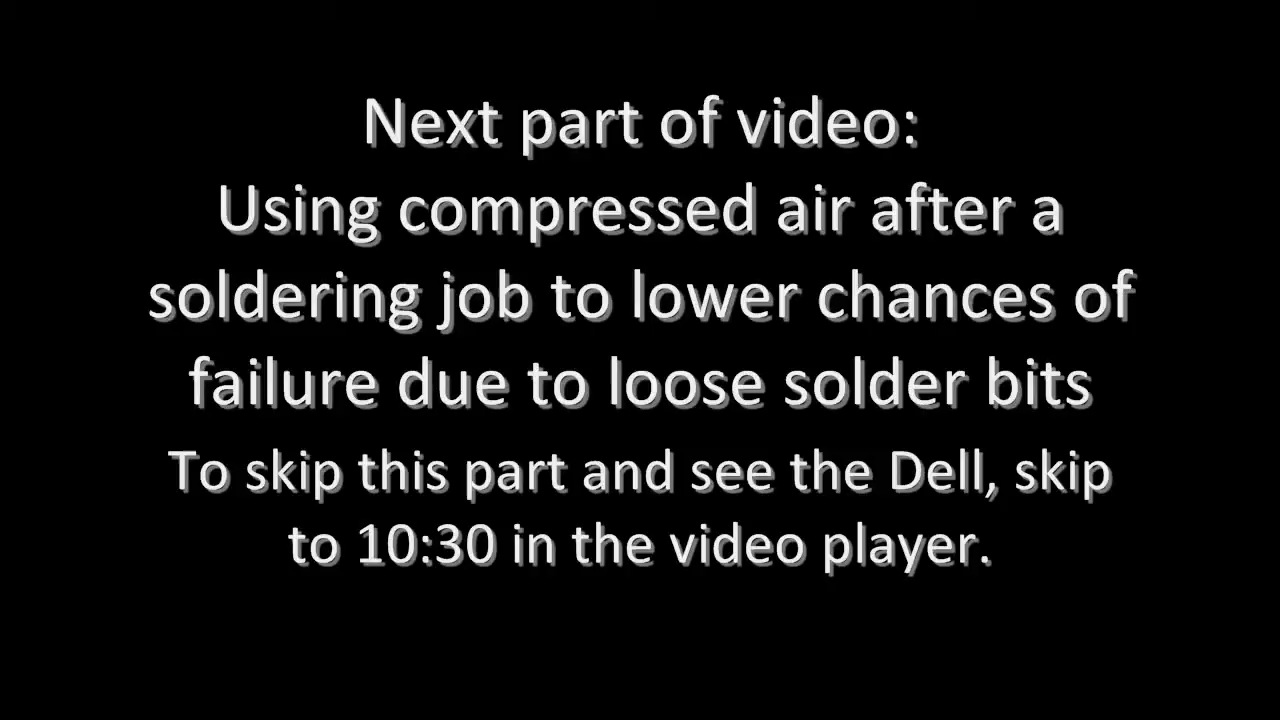 Next part of video:
Using compressed air after a
soldering job to lower chances of
failure due to loose solder bits
To skip this part and see the Dell, skip
to 10:30 in the video player.